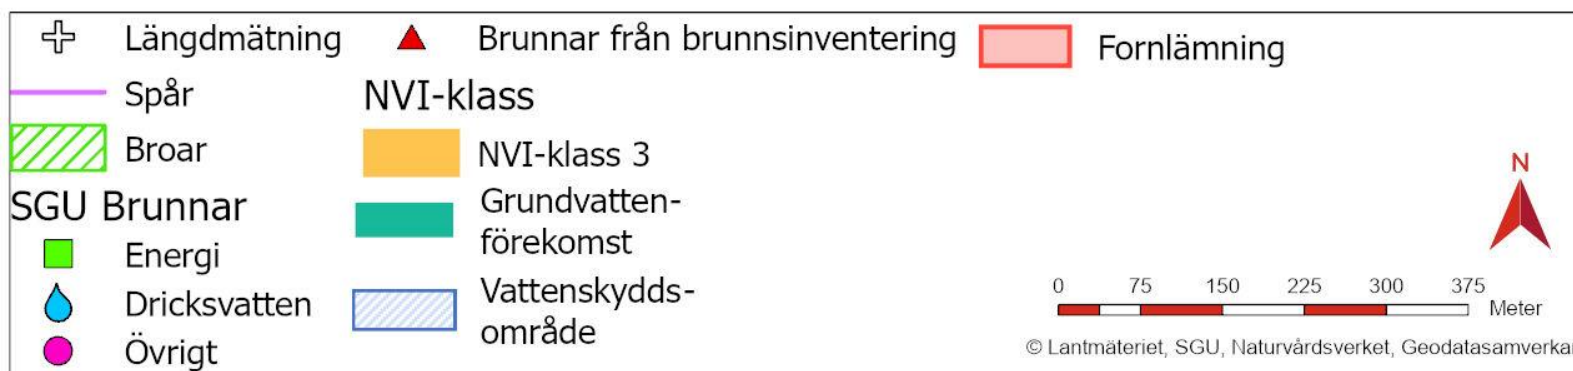 Längdmätning
Spår
Broar
SGU Brunnar
Energi
Dricksvatten
Övrigt
Brunnar från brunnsinventering
NVI-klass
NVI-klass 3
Grundvatten-
förekomst
Vattenskydds-
område
Fornlämning
N
0 75 150 225 300 375
Meter
© Lantmäteriet, SGU, Naturvårdsverket, Geodatasamverkan